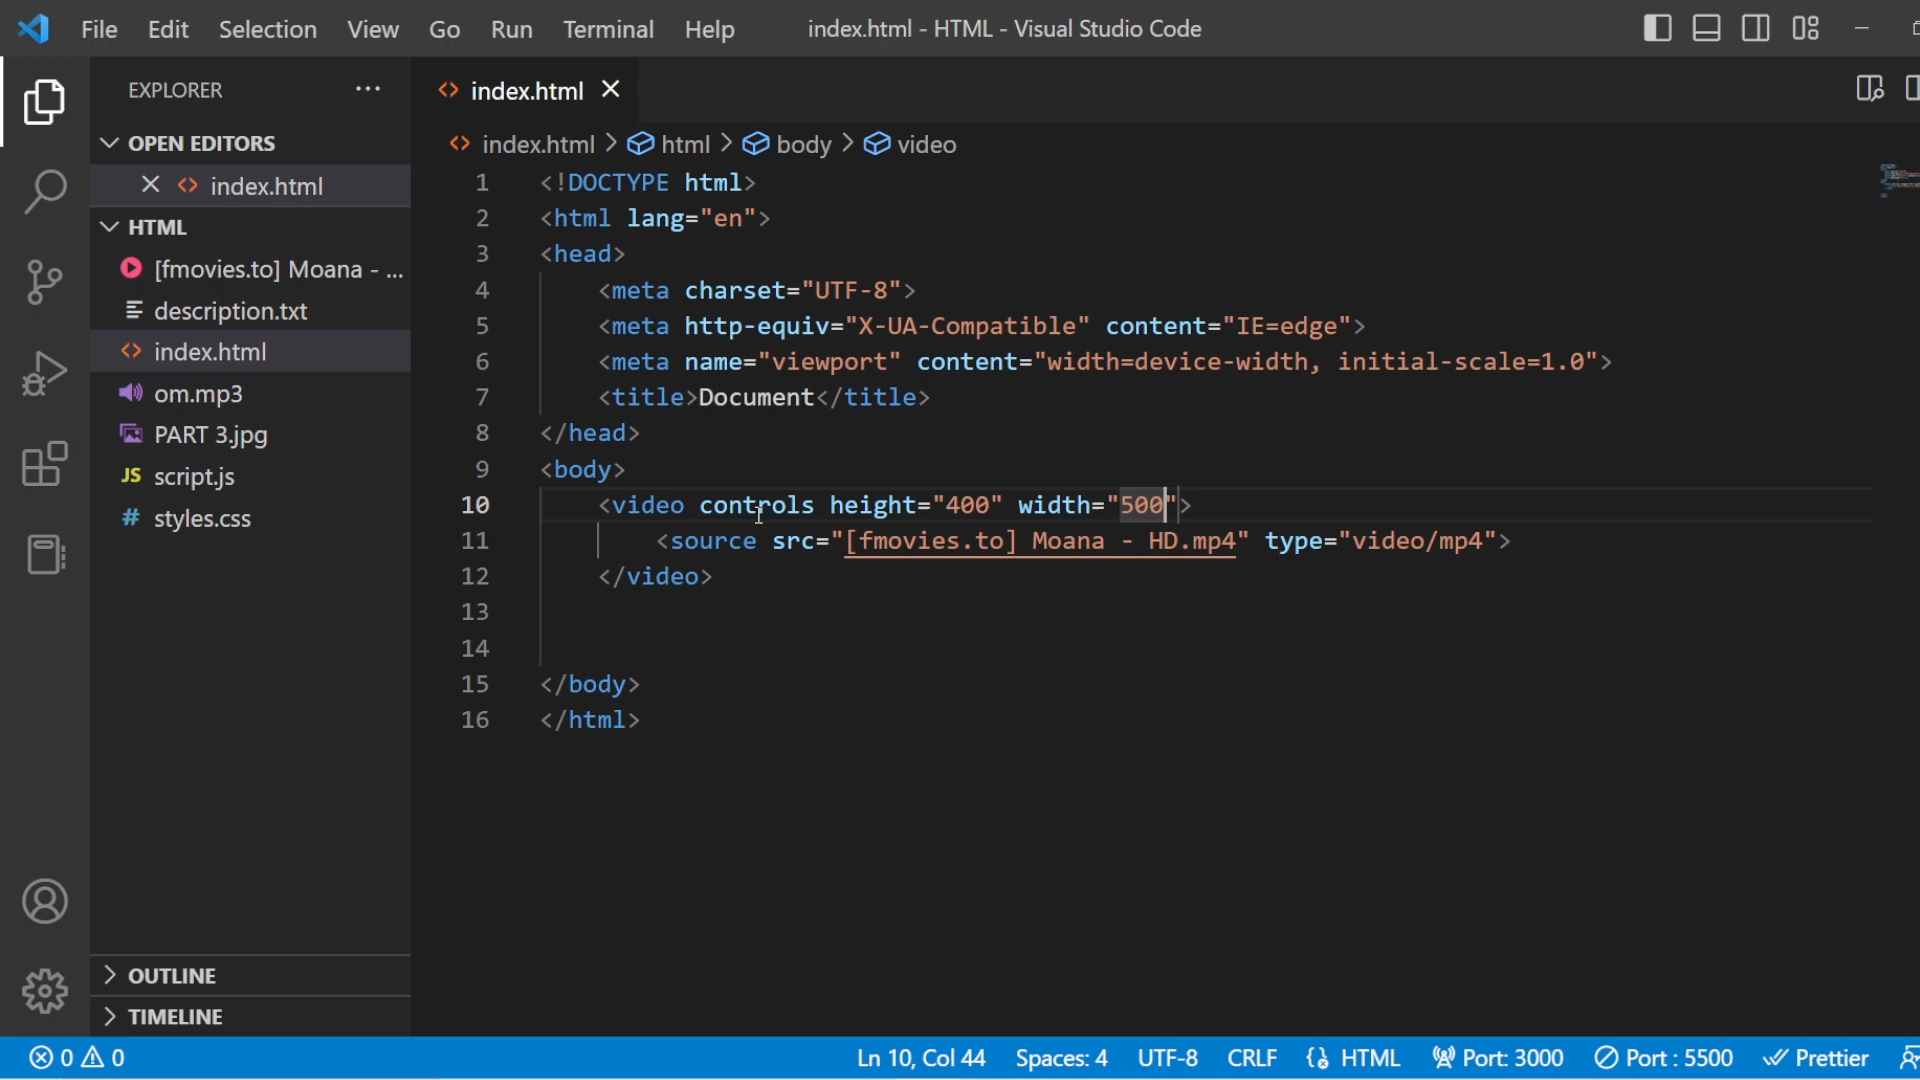 File Edit Selection View Go Run Terminal Help index.html - HTML - Visual Studio Code
EXPLORER ···
index.html
OPEN EDITORS
index.html
HTML
[fmovies.to] Moana - ...
description.txt
index.html
om.mp3
PART 3.jpg
JS script.js
# styles.css
OUTLINE
TIMELINE
index.html > html > body > video
1 <!DOCTYPE html>
2 <html lang="en">
3 <head>
4 <meta charset="UTF-8">
5 <meta http-equiv="X-UA-Compatible" content="IE=edge">
6 <meta name="viewport" content="width=device-width, initial-scale=1.0">
7 <title>Document</title>
8 </head>
9 <body>
10 <video controls height="400" width="500">
11 <source src="[fmovies.to] Moana - HD.mp4" type="video/mp4">
12 </video>
13
14
15 </body>
16 </html>
0 0 Ln 10, Col 44 Spaces: 4 UTF-8 CRLF HTML Port: 3000 Port : 5500 Prettier